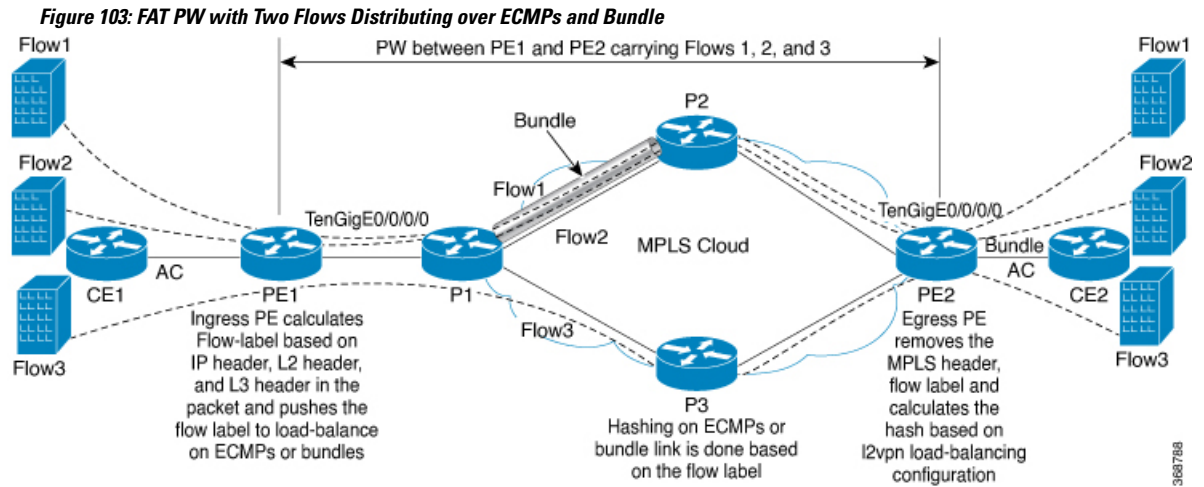 Figure 103: FAT PW with Two Flows Distributing over ECMPs and Bundle
Flow1
PW between PE1 and PE2 carrying Flows 1, 2, and 3
Flow1
P2
Bundle
Flow2
Flow1
Flow2
TenGigE0/0/0/0
TenGigE0/0/0/0
Flow2
MPLS Cloud
Bundle
AC
AC
CE1
PE1
P1
PE2
CE2
Flow3
Flow3
Flow3
Ingress PE calculates
Flow-label based on
IP header, L2 header,
and L3 header in the
packet and pushes the
flow label to load-balance
on ECMPs or bundles
P3
Hashing on ECMPs or
bundle link is done based
on the flow label
Egress PE
removes the
MPLS header,
flow label and
calculates the
hash based on
l2vpn load-balancing
configuration
368788